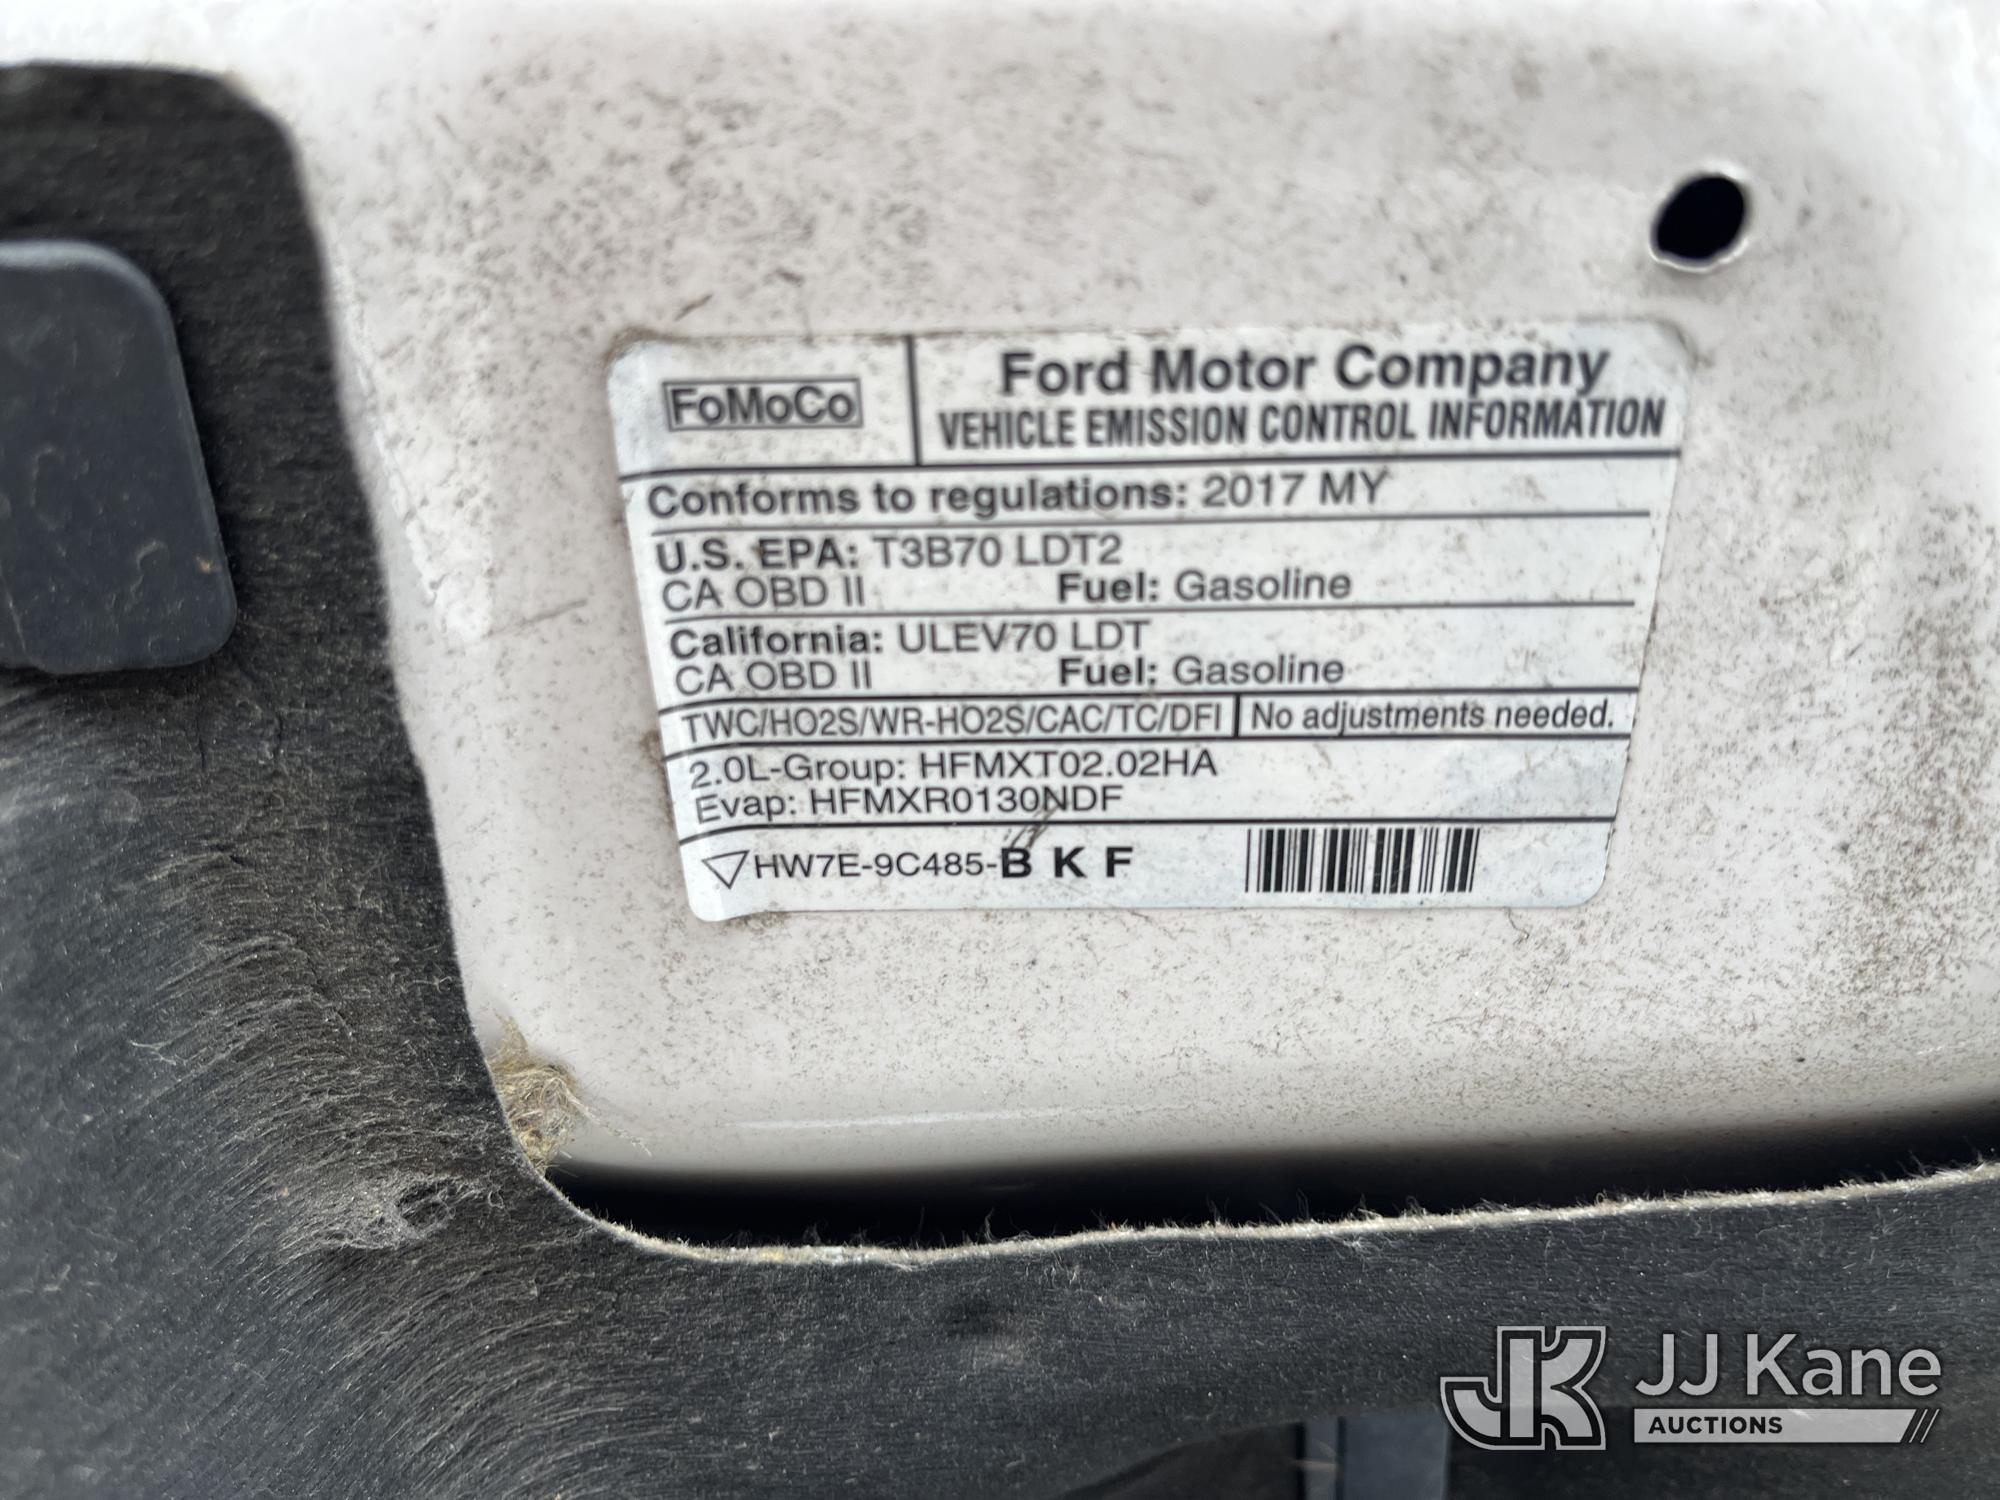 FoMoCo
Ford Motor Company
VEHICLE EMISSION CONTROL INFORMATION
Conforms to regulations: 2017 MY
U.S. EPA: T3B70 LDT2
CA OBD II Fuel: Gasoline
California: ULEV70 LDT
CA OBD II Fuel: Gasoline
TWC/HO2S/WR-HO2S/CAC/TC/DFI No adjustments needed.
2.0L-Group: HFMXT02.02HA
Evap: HFMXR0130NDF
HW7E-9C485-B K F
JK JJ Kane
AUCTIONS